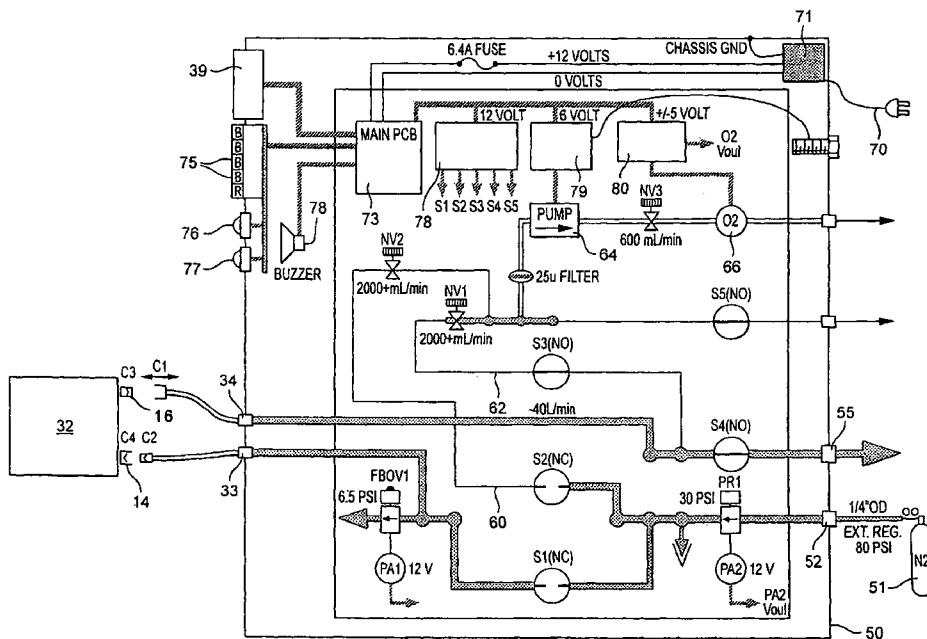 71
CHASSIS GND
6.4A FUSE
+12 VOLTS
39
0 VOLTS
70
MAIN PCB
12 VOLT
6 VOLT
+/-5 VOLT
O2
Voul
B
B
B
B
R
75
73
78
79
80
S1 S2 S3 S4 S5
76
77
78
BUZZER
PUMP
64
NV3
600 mL/min
O2
66
NV2
2000+mL/min
25u FILTER
NV1
2000+mL/min
S5(NO)
S3(NO)
62
C3
C1
34
16
32
~40L/min
S4(NO)
55
C4
C2
14
33
FBOV1
6.5 PSI
60
S2(NC)
PR1
30 PSI
1/4"OD
EXT. REG.
80 PSI
52
N2
51
PA1
12 V
S1(NC)
PA2
12 V
PA2
Voul
50